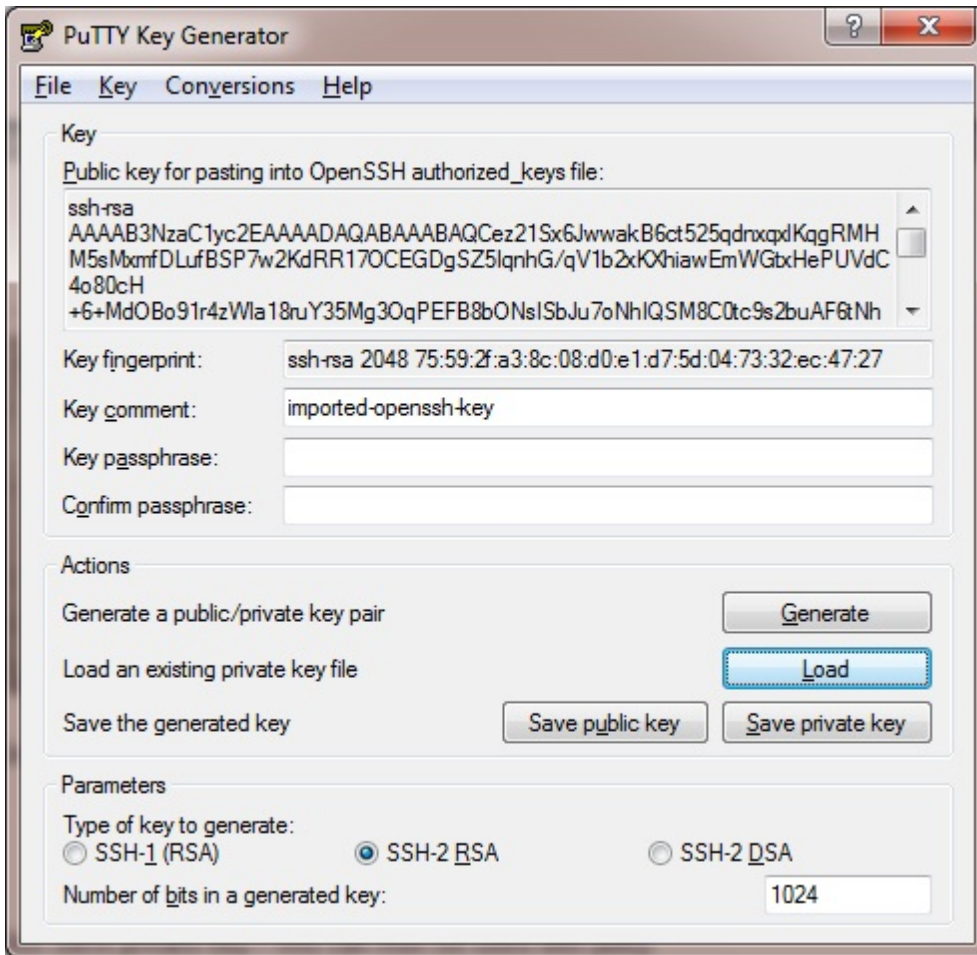 PuTTY Key Generator
File Key Conversions Help
Key
Public key for pasting into OpenSSH authorized_keys file:
ssh-rsa
AAAAB3NzaC1yc2EAAAADAQABAAABAQCez21Sx6JwwakB6ct525qdnxqxlKqgRMH
M5sMxmfDLufBSP7w2KdRR17OCEGDgSZ5lqnhG/qV1b2xKXhiawEmWGtxHePUVdC
4o80cH
+6+MdOBo91r4zWla18ruY35Mg3OqPEFB8bONsISbJu7oNhIQSM8C0tc9s2buAF6tNh
Key fingerprint: ssh-rsa 2048 75:59:2f:a3:8c:08:d0:e1:d7:5d:04:73:32:ec:47:27
Key comment: imported-openssh-key
Key passphrase:
Confirm passphrase:
Actions
Generate a public/private key pair Generate
Load an existing private key file Load
Save the generated key Save public key Save private key
Parameters
Type of key to generate:
SSH-1 (RSA) SSH-2 RSA SSH-2 DSA
Number of bits in a generated key: 1024